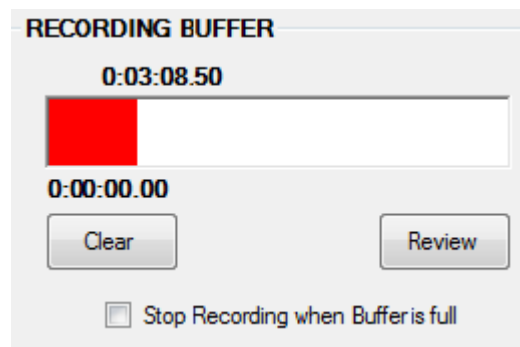 RECORDING BUFFER
0:03:08.50
0:00:00.00
Clear Review
Stop Recording when Buffer is full